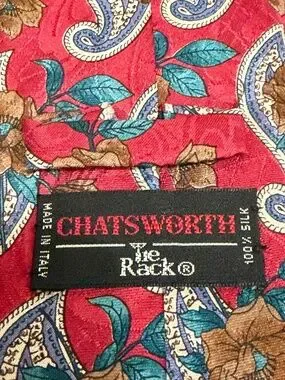 MADE IN ITALY
CHATSWORTH
Tie
Rack®
100% SILK